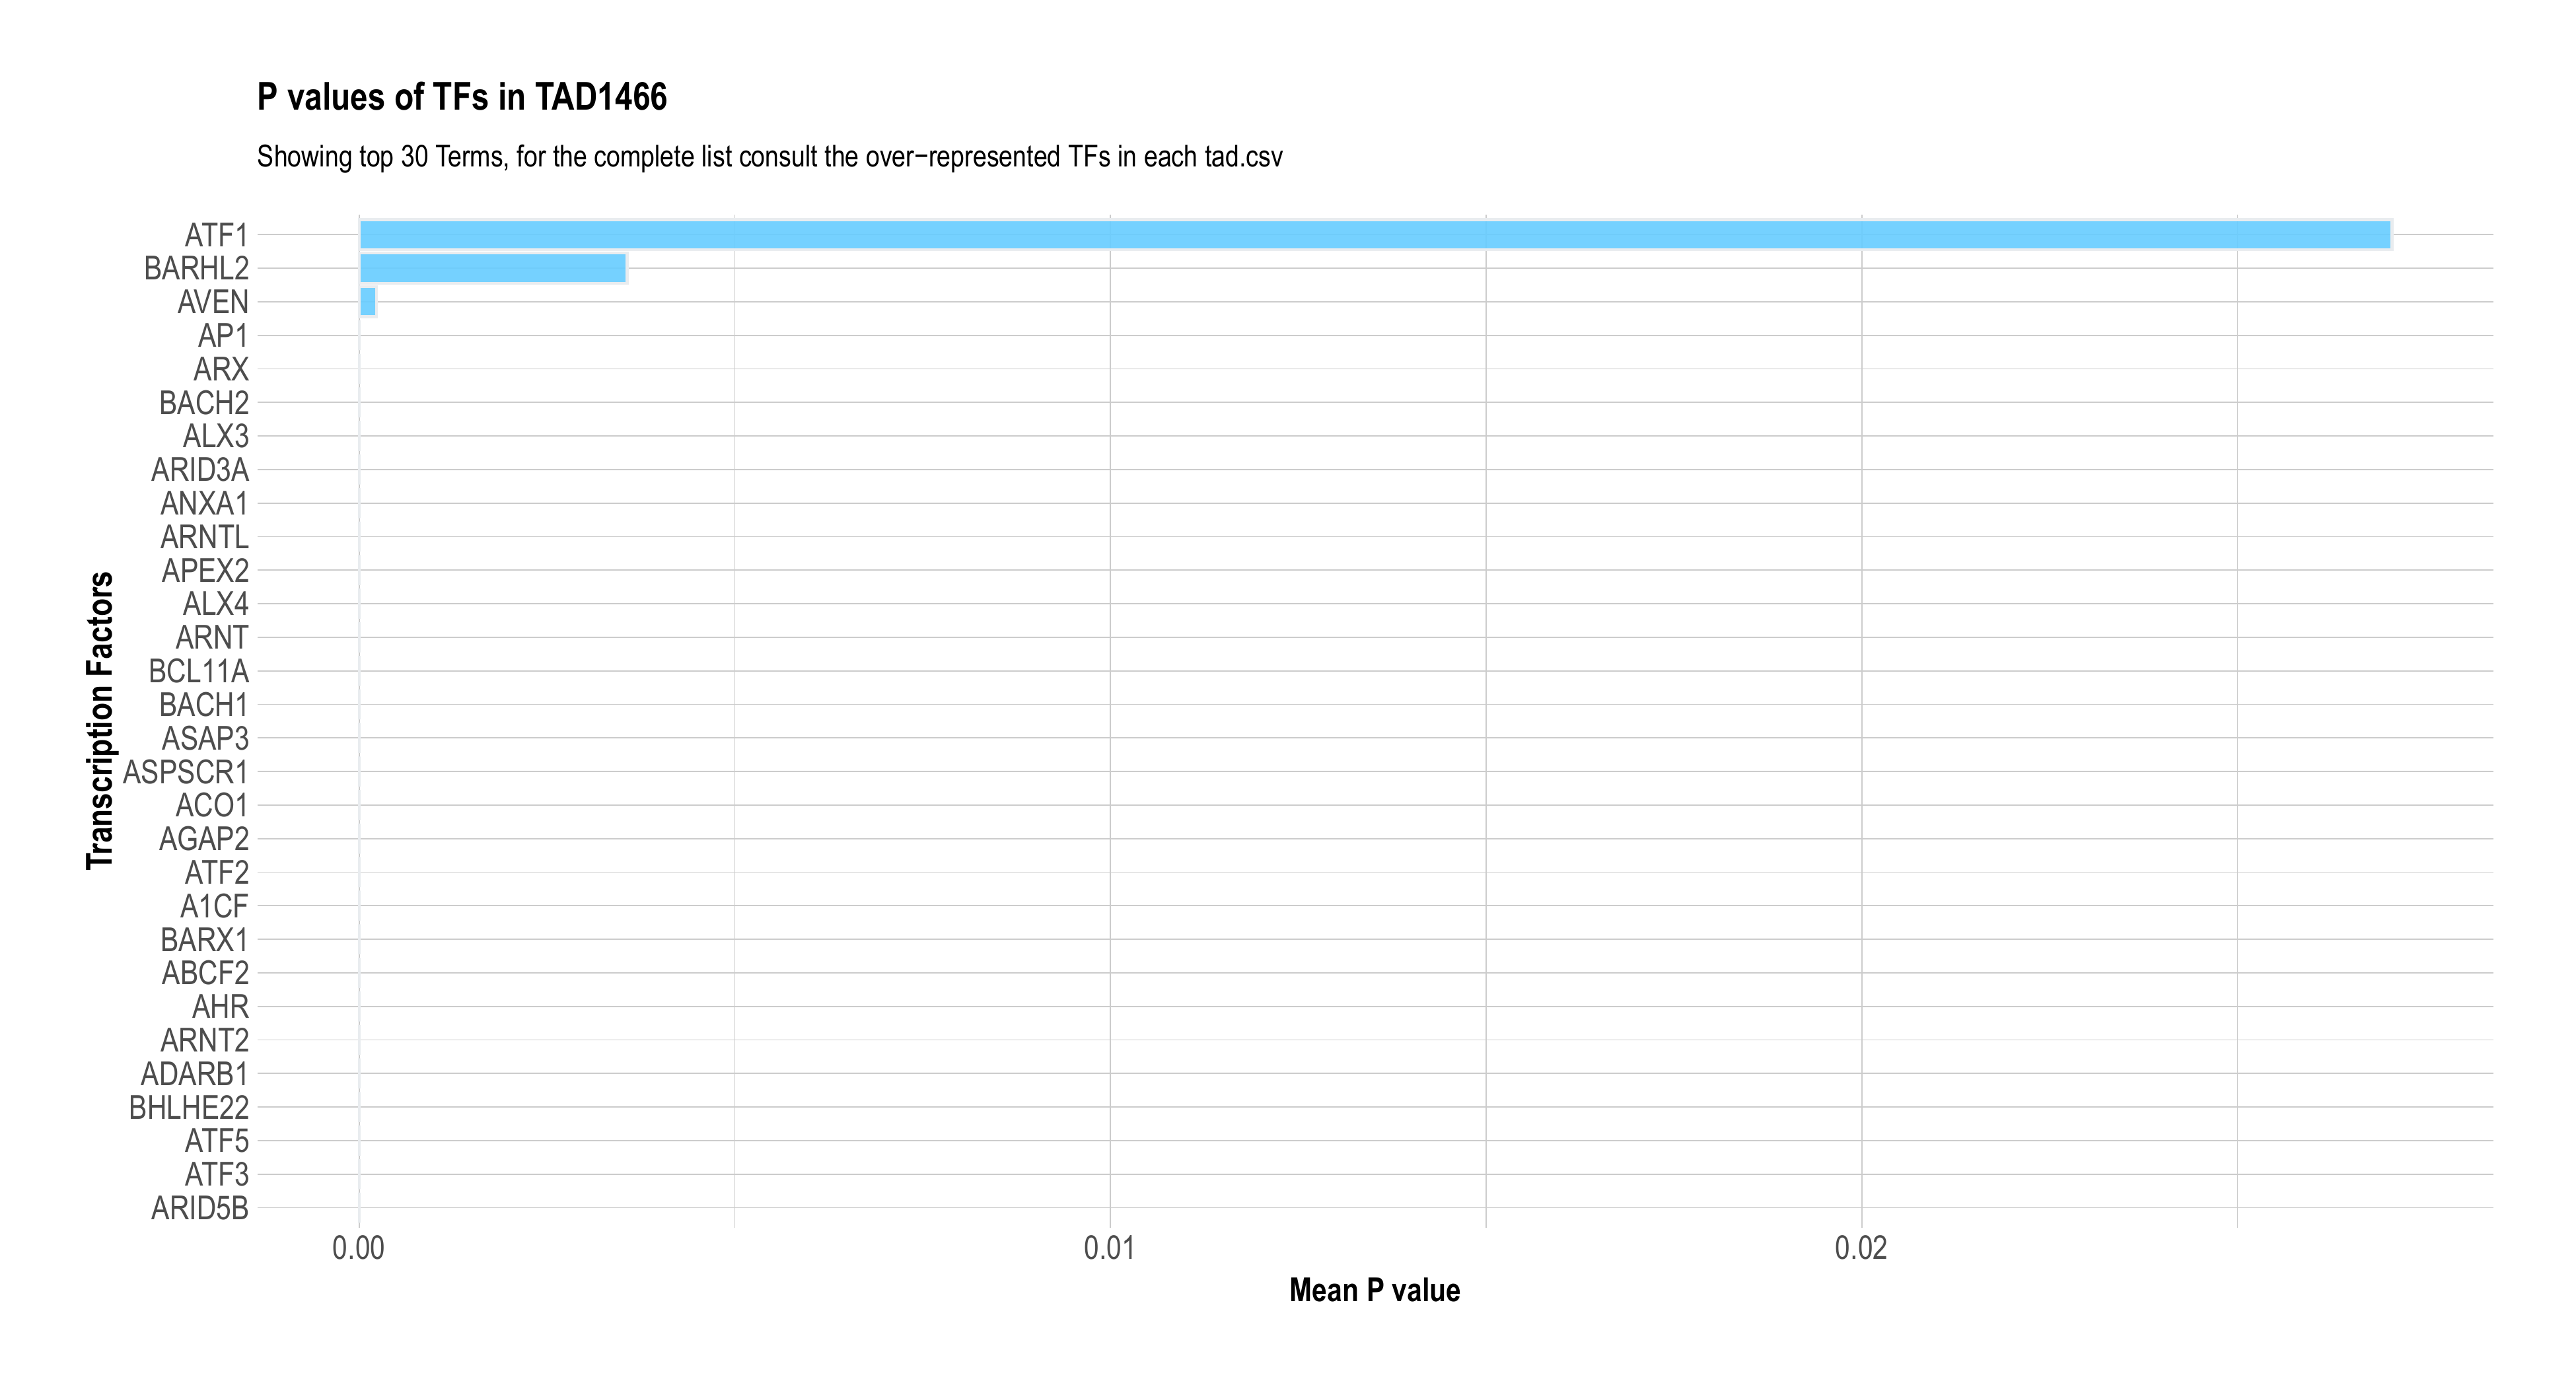 P values of TFs in TAD1466
Showing top 30 Terms, for the complete list consult the over−represented TFs in each tad.csv
Transcription Factors
ATF1
BARHL2
AVEN
AP1
ARX
BACH2
ALX3
ARID3A
ANXA1
ARNTL
APEX2
ALX4
ARNT
BCL11A
BACH1
ASAP3
ASPSCR1
ACO1
AGAP2
ATF2
A1CF
BARX1
ABCF2
AHR
ARNT2
ADARB1
BHLHE22
ATF5
ATF3
ARID5B
0.00 0.01 0.02
Mean P value